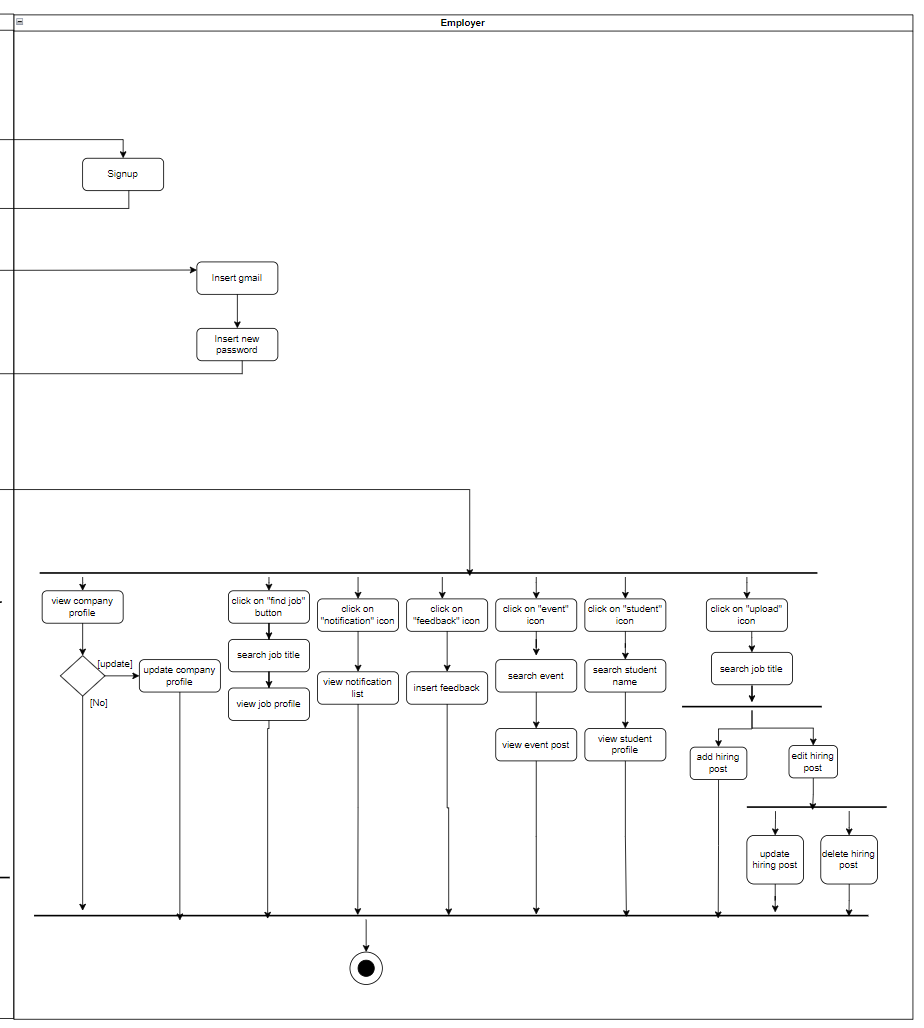 Employer
Signup
Insert gmail
Insert new
password
view company
profile
click on "find job"
button
click on
"notification" icon
click on
"feedback" icon
click on "event"
icon
click on "student"
icon
click on "upload"
icon
[update]
update company
profile
[No]
search job title
view job profile
view notification
list
insert feedback
search event
view event post
search student
name
view student
profile
search job title
add hiring
post
edit hiring
post
update
hiring post
delete hiring
post